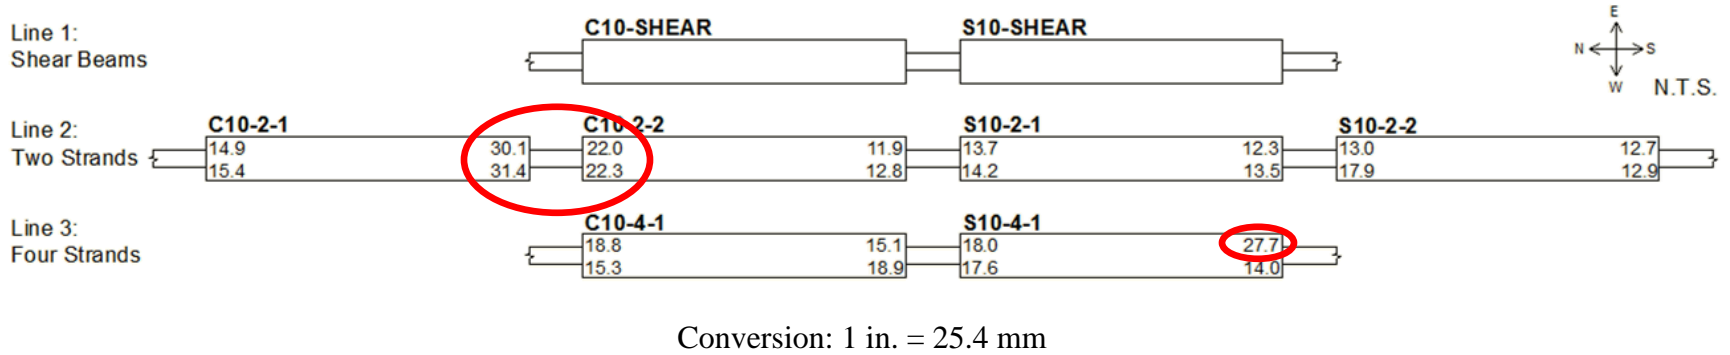 Line 1:
Shear Beams
C10-SHEAR
S10-SHEAR
E
N
S
W
N.T.S.
Line 2:
Two Strands
C10-2-1
14.9
30.1
15.4
31.4
C10-2-2
22.0
11.9
22.3
12.8
S10-2-1
13.7
12.3
14.2
13.5
S10-2-2
13.0
12.7
17.9
12.9
Line 3:
Four Strands
C10-4-1
18.8
15.1
15.3
18.9
S10-4-1
18.0
27.7
17.6
14.0
Conversion: 1 in. = 25.4 mm